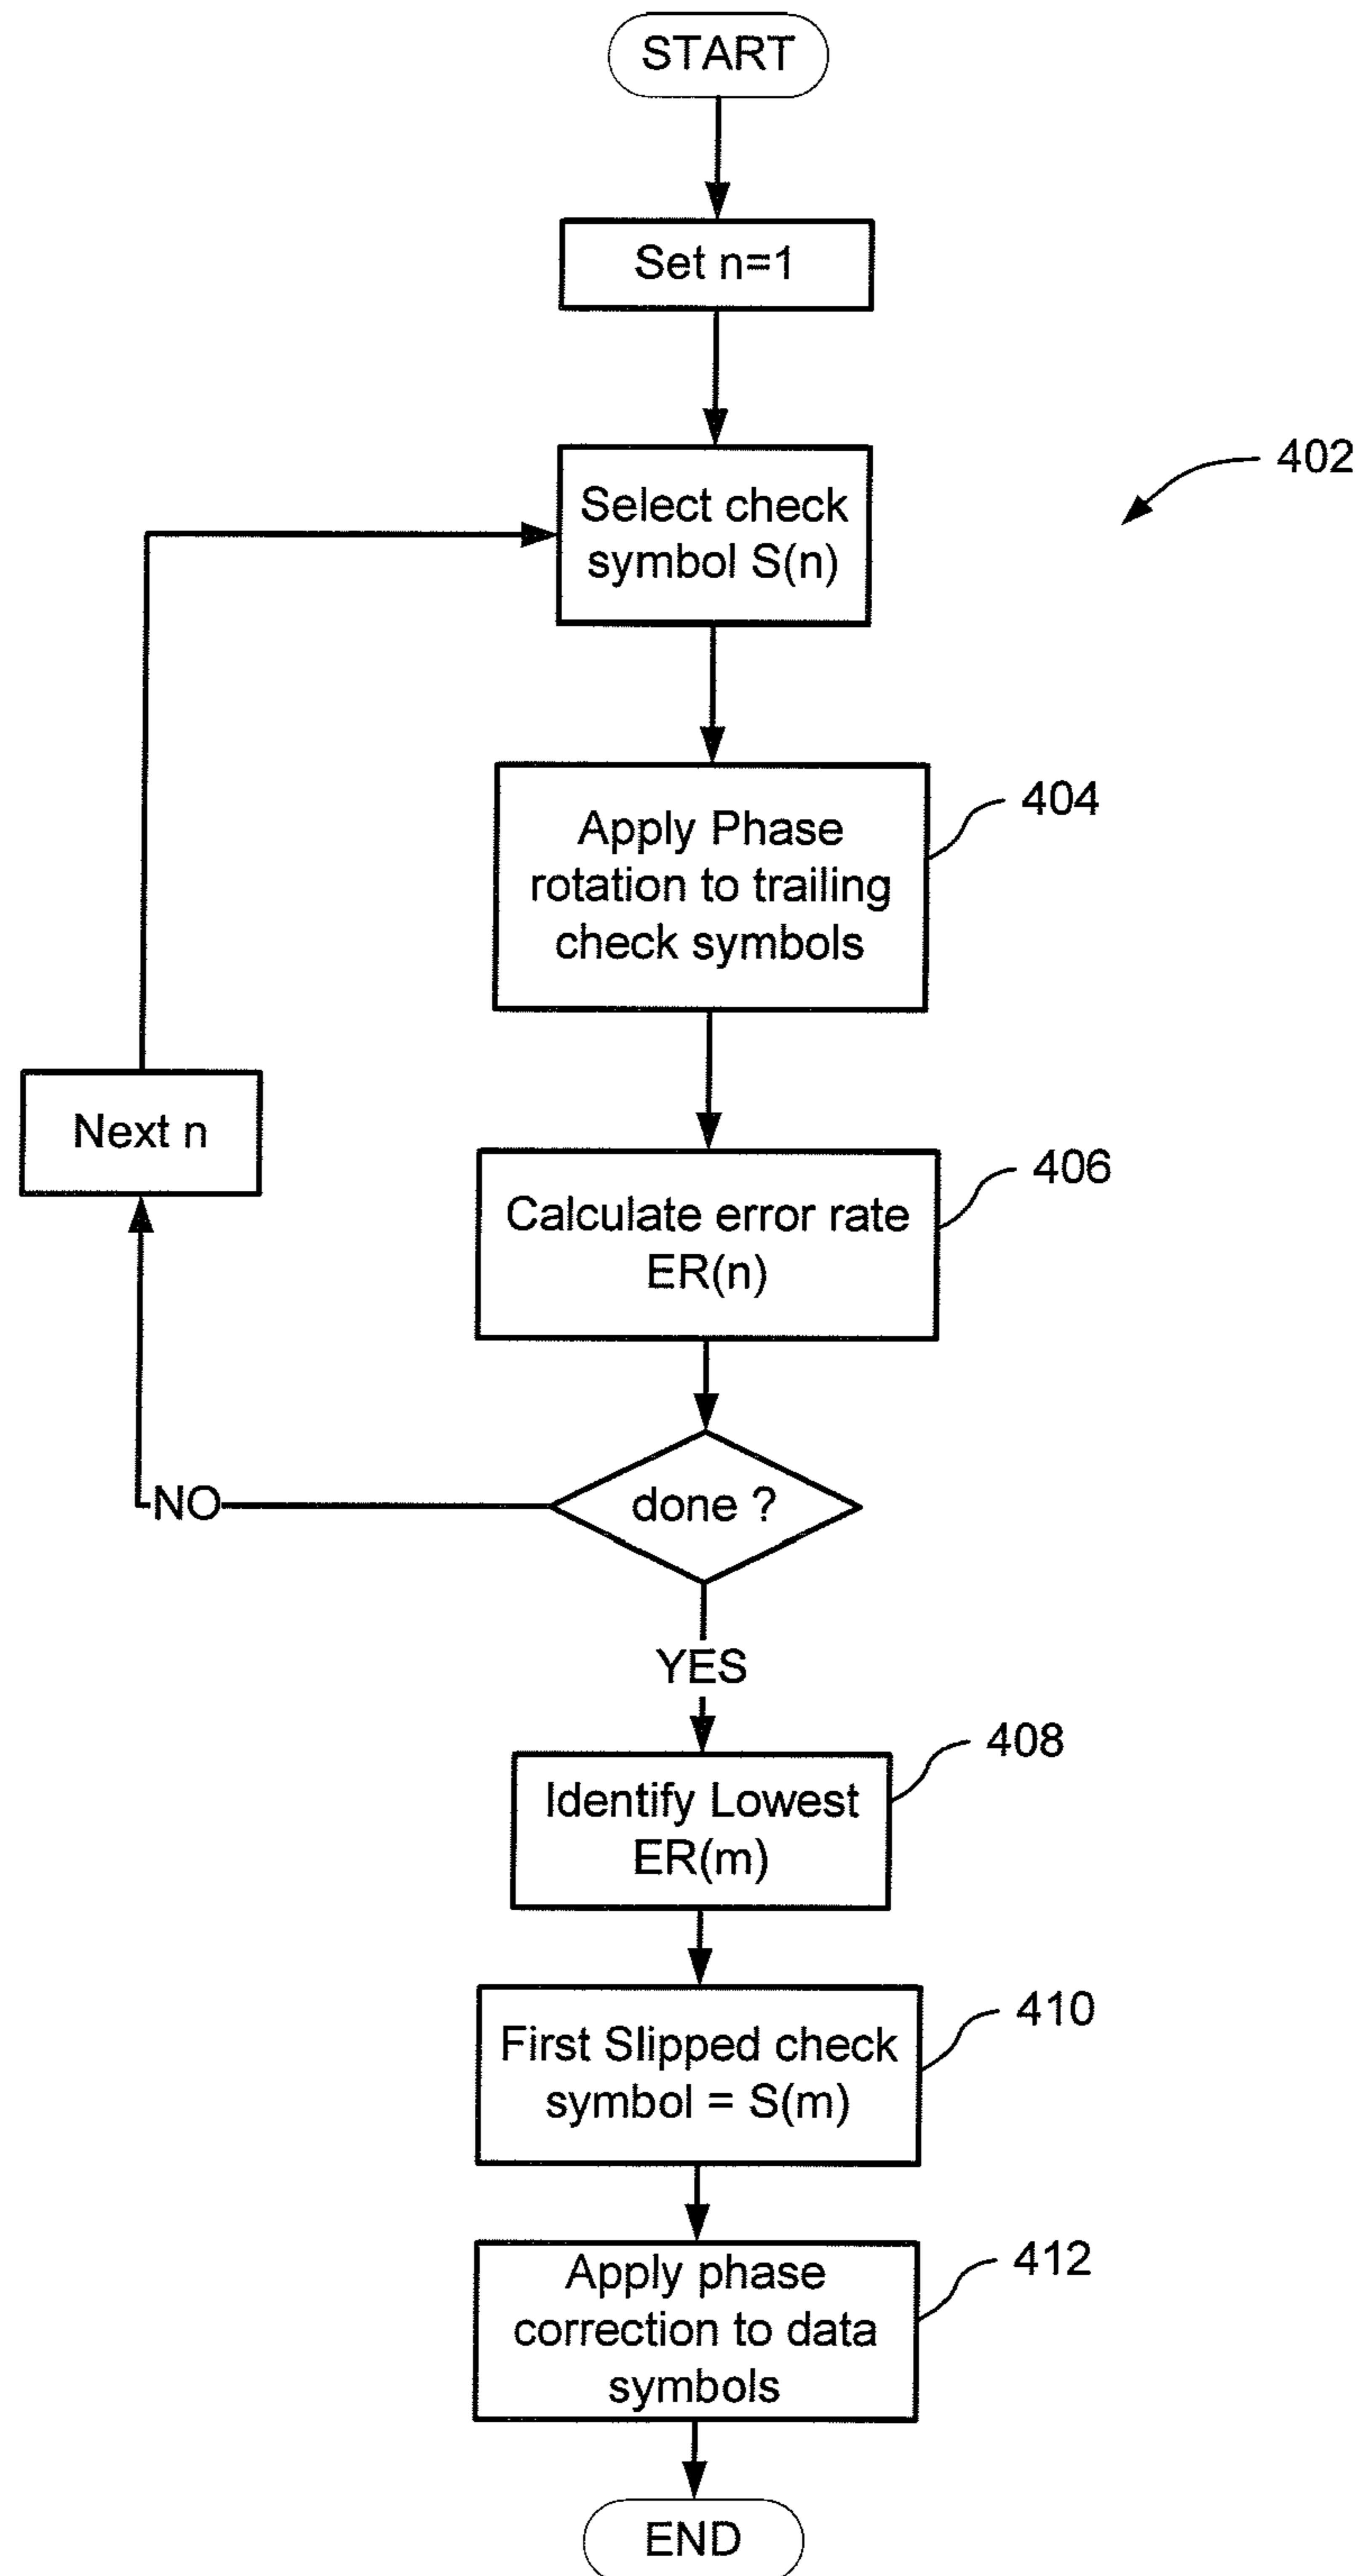 START
Set n=1
402
Select check
symbol S(n)
404
Apply Phase
rotation to trailing
check symbols
Next n
406
Calculate error rate
ER(n)
done ?
NO
YES
408
Identify Lowest
ER(m)
410
First Slipped check
symbol = S(m)
412
Apply phase
correction to data
symbols
END